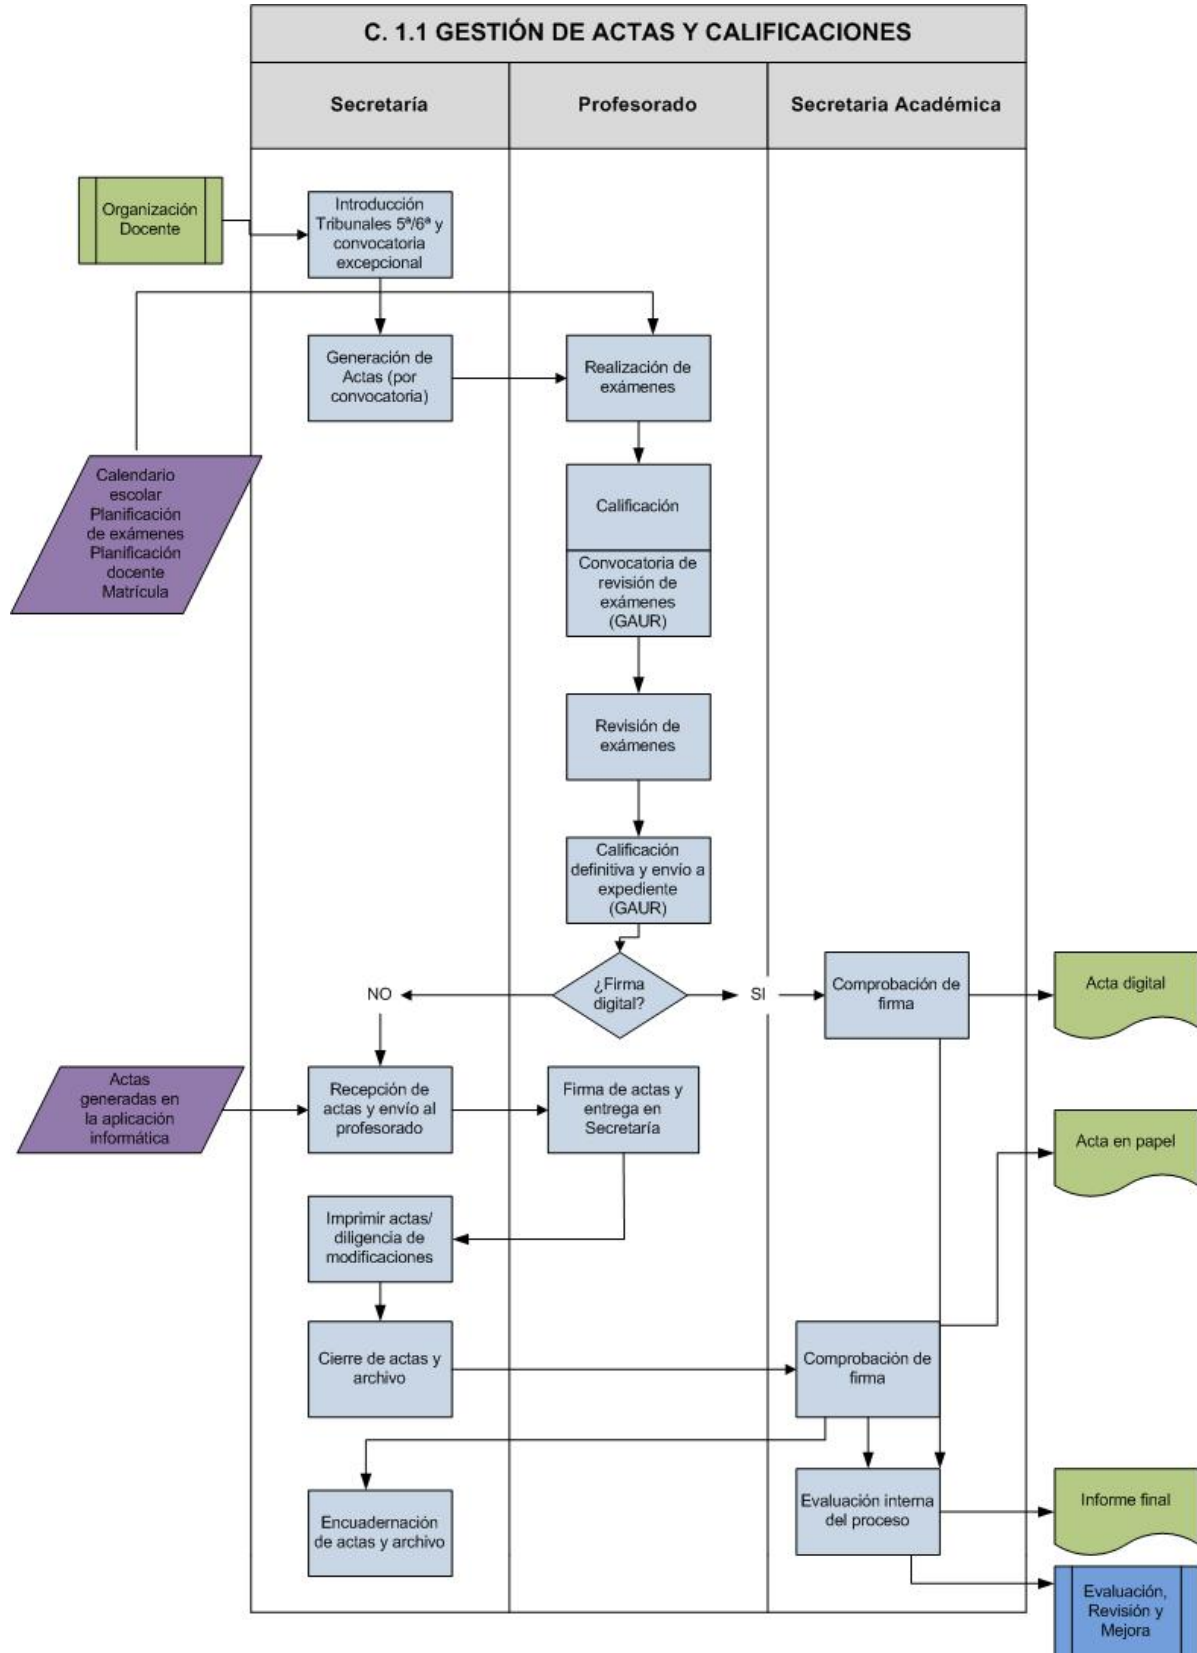 C. 1.1 GESTIÓN DE ACTAS Y CALIFICACIONES
Secretaría
Profesorado
Secretaria Académica
Organización
Docente
Introducción
Tribunales 5ª/6ª y
convocatoria
excepcional
Generación de
Actas (por
convocatoria)
Realización de
exámenes
Calendario
escolar
Planificación
de exámenes
Planificación
docente
Matrícula
Calificación
Convocatoria de
revisión de
exámenes
(GAUR)
Revisión de
exámenes
Calificación
definitiva y envío a
expediente
(GAUR)
¿Firma
digital?
NO
SI
Comprobación de
firma
Acta digital
Actas
generadas en
la aplicación
informática
Recepción de
actas y envío al
profesorado
Firma de actas y
entrega en
Secretaría
Acta en papel
Imprimir actas/
diligencia de
modificaciones
Cierre de actas y
archivo
Comprobación de
firma
Encuadernación
de actas y archivo
Evaluación interna
del proceso
Informe final
Evaluación,
Revisión y
Mejora